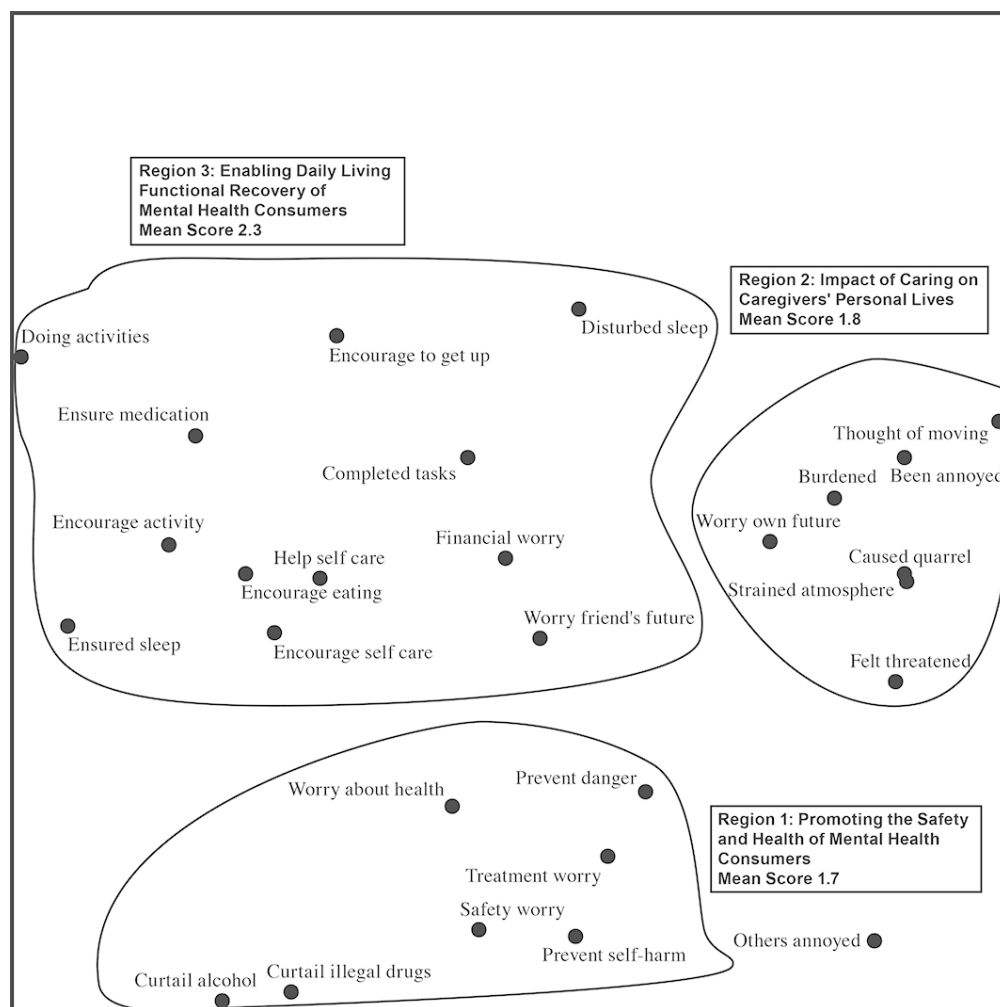 Region 3: Enabling Daily Living
Functional Recovery of
Mental Health Consumers
Mean Score 2.3
Region 2: Impact of Caring on
Caregivers' Personal Lives
Mean Score 1.8
Disturbed sleep
Doing activities
Encourage to get up
Ensure medication
Thought of moving
Completed tasks
Burdened
Been annoyed
Encourage activity
Worry own future
Financial worry
Help self care
Caused quarrel
Encourage eating
Strained atmosphere
Worry friend's future
Ensured sleep
Encourage self care
Felt threatened
Prevent danger
Worry about health
Region 1: Promoting the Safety
and Health of Mental Health
Consumers
Mean Score 1.7
Treatment worry
Safety worry
Others annoyed
Prevent self-harm
Curtail illegal drugs
Curtail alcohol